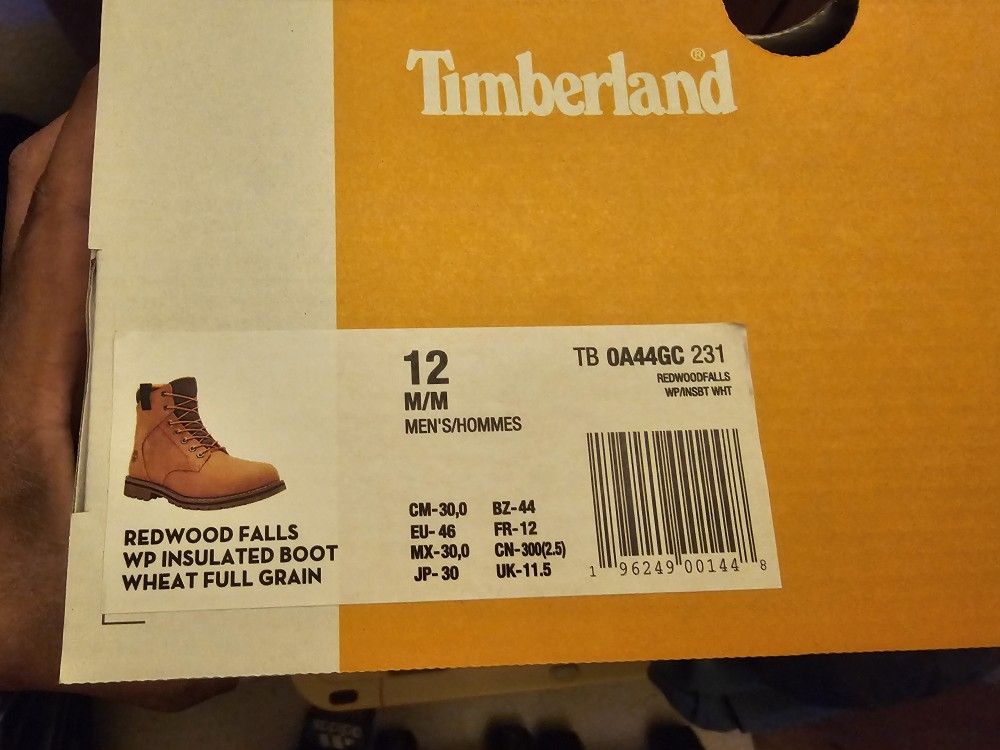 Timberland®
12
M/M
MEN'S/HOMMES
TB 0A44GC 231
REDWOODFALLS
WP/INSBT WHT
CM-30,0 BZ-44
EU- 46 FR-12
MX-30,0 CN-300(2.5)
JP- 30 UK-11.5
REDWOOD FALLS
WP INSULATED BOOT
WHEAT FULL GRAIN
1 96249 00144 8